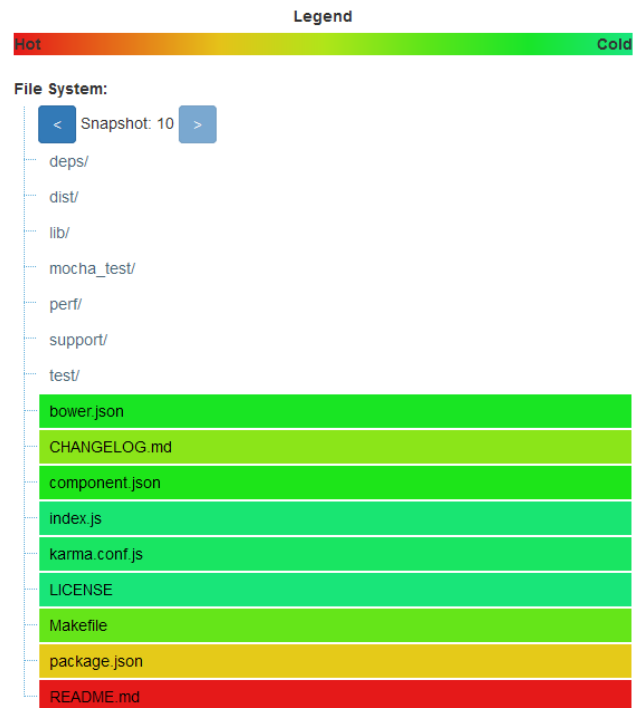 Legend
Hot Cold
File System:
< Snapshot: 10 >
deps/
dist/
lib/
mocha_test/
perf/
support/
test/
bower.json
CHANGELOG.md
component.json
index.js
karma.conf.js
LICENSE
Makefile
package.json
README.md